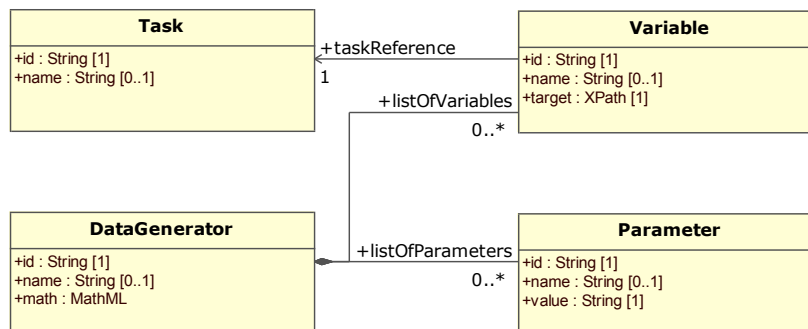 Task
+id : String [1]
+name : String [0..1]
+taskReference
1
Variable
+id : String [1]
+name : String [0..1]
+target : XPath [1]
+listOfVariables
0..*
DataGenerator
+id : String [1]
+name : String [0..1]
+math : MathML
+listOfParameters
0..*
Parameter
+id : String [1]
+name : String [0..1]
+value : String [1]